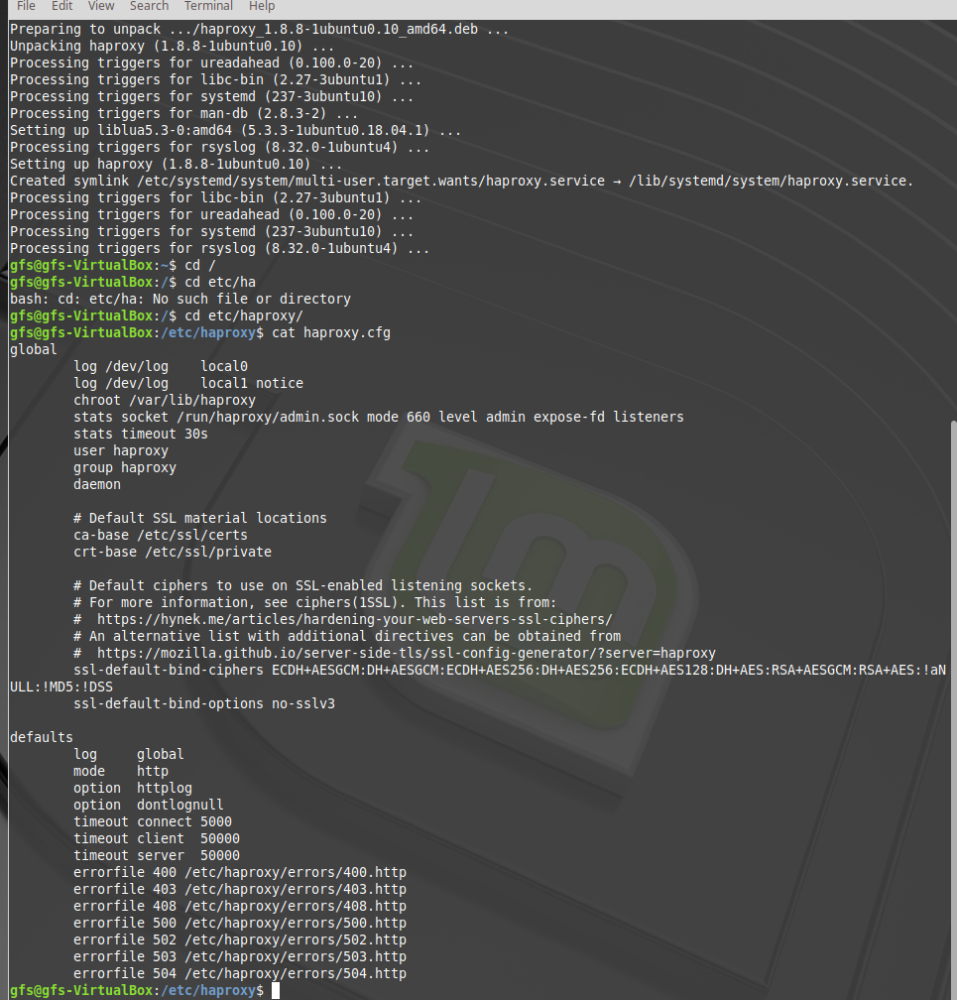 File Edit View Search Terminal Help
Preparing to unpack .../haproxy_1.8.8-1ubuntu0.10_amd64.deb ...
Unpacking haproxy (1.8.8-1ubuntu0.10) ...
Processing triggers for ureadahead (0.100.0-20) ...
Processing triggers for libc-bin (2.27-3ubuntu1) ...
Processing triggers for systemd (237-3ubuntu10) ...
Processing triggers for man-db (2.8.3-2) ...
Setting up liblua5.3-0:amd64 (5.3.3-1ubuntu0.18.04.1) ...
Processing triggers for rsyslog (8.32.0-1ubuntu4) ...
Setting up haproxy (1.8.8-1ubuntu0.10) ...
Created symlink /etc/systemd/system/multi-user.target.wants/haproxy.service → /lib/systemd/system/haproxy.service.
Processing triggers for libc-bin (2.27-3ubuntu1) ...
Processing triggers for ureadahead (0.100.0-20) ...
Processing triggers for systemd (237-3ubuntu10) ...
Processing triggers for rsyslog (8.32.0-1ubuntu4) ...
gfs@gfs-VirtualBox:~$ cd /
gfs@gfs-VirtualBox:/$ cd etc/ha
bash: cd: etc/ha: No such file or directory
gfs@gfs-VirtualBox:/$ cd etc/haproxy/
gfs@gfs-VirtualBox:/etc/haproxy$ cat haproxy.cfg
global
        log /dev/log    local0
        log /dev/log    local1 notice
        chroot /var/lib/haproxy
        stats socket /run/haproxy/admin.sock mode 660 level admin expose-fd listeners
        stats timeout 30s
        user haproxy
        group haproxy
        daemon

        # Default SSL material locations
        ca-base /etc/ssl/certs
        crt-base /etc/ssl/private

        # Default ciphers to use on SSL-enabled listening sockets.
        # For more information, see ciphers(1SSL). This list is from:
        #  https://hynek.me/articles/hardening-your-web-servers-ssl-ciphers/
        # An alternative list with additional directives can be obtained from
        #  https://mozilla.github.io/server-side-tls/ssl-config-generator/?server=haproxy
        ssl-default-bind-ciphers ECDH+AESGCM:DH+AESGCM:ECDH+AES256:DH+AES256:ECDH+AES128:DH+AES:RSA+AESGCM:RSA+AES:!aN
ULL:!MD5:!DSS
        ssl-default-bind-options no-sslv3

defaults
        log     global
        mode    http
        option  httplog
        option  dontlognull
        timeout connect 5000
        timeout client  50000
        timeout server  50000
        errorfile 400 /etc/haproxy/errors/400.http
        errorfile 403 /etc/haproxy/errors/403.http
        errorfile 408 /etc/haproxy/errors/408.http
        errorfile 500 /etc/haproxy/errors/500.http
        errorfile 502 /etc/haproxy/errors/502.http
        errorfile 503 /etc/haproxy/errors/503.http
        errorfile 504 /etc/haproxy/errors/504.http
gfs@gfs-VirtualBox:/etc/haproxy$